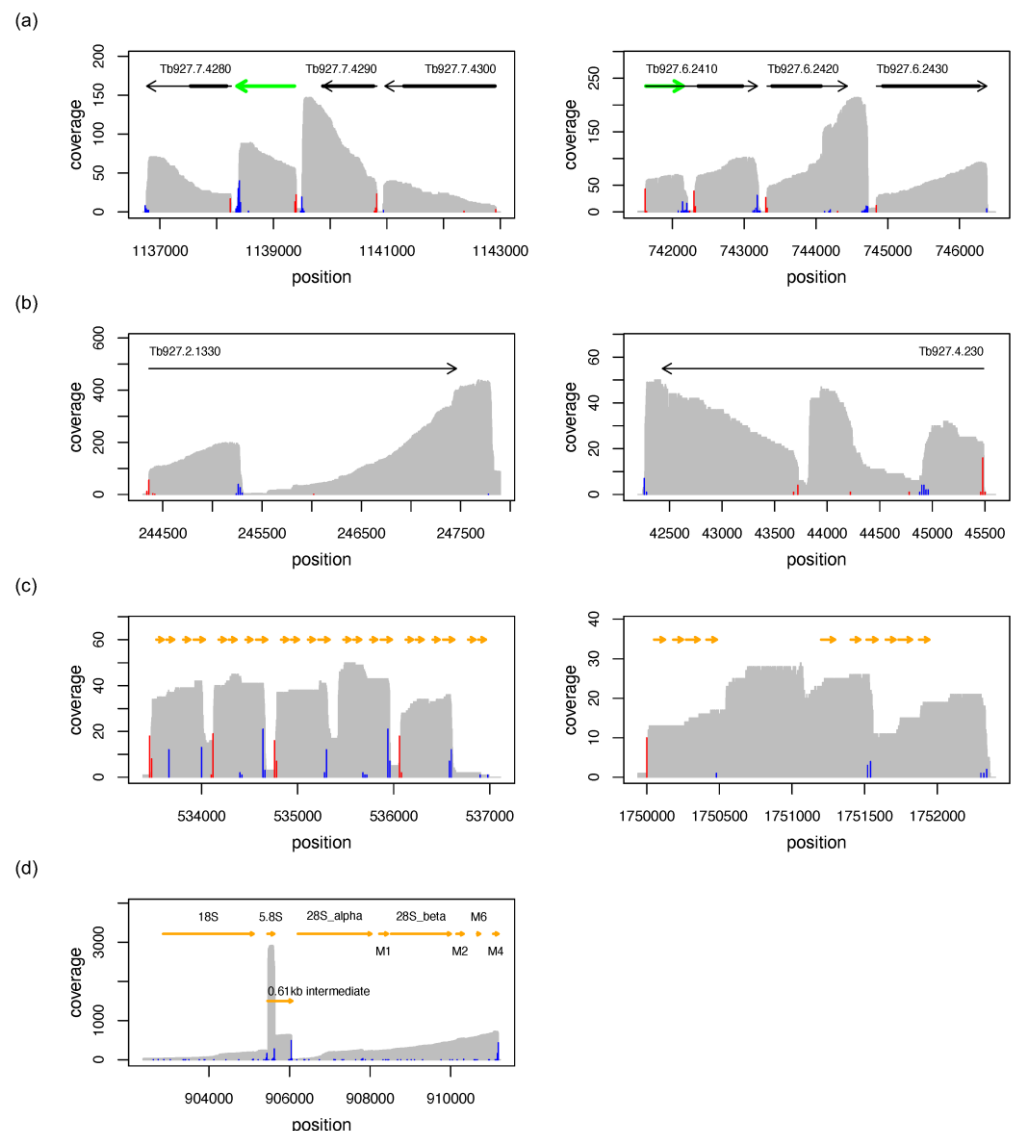 (a)
Tb927.7.4280 Tb927.7.4290 Tb927.7.4300
coverage
0 50 100 150 200
1137000 1139000 1141000 1143000
position
Tb927.6.2410 Tb927.6.2420 Tb927.6.2430
coverage
0 50 100 150 250
742000 743000 744000 745000 746000
position
(b)
Tb927.2.1330
coverage
0 200 400 600
244500 245500 246500 247500
position
Tb927.4.230
coverage
0 20 40 60
42500 43000 43500 44000 44500 45000 45500
position
(c)
coverage
0 20 40 60
534000 535000 536000 537000
position
coverage
0 10 20 30 40
1750000 1750500 1751000 1751500 1752000
position
(d)
18S 5.8S 28S_alpha 28S_beta M6
M1 M2 M4
0.61kb intermediate
coverage
0 1000 3000
904000 906000 908000 910000
position